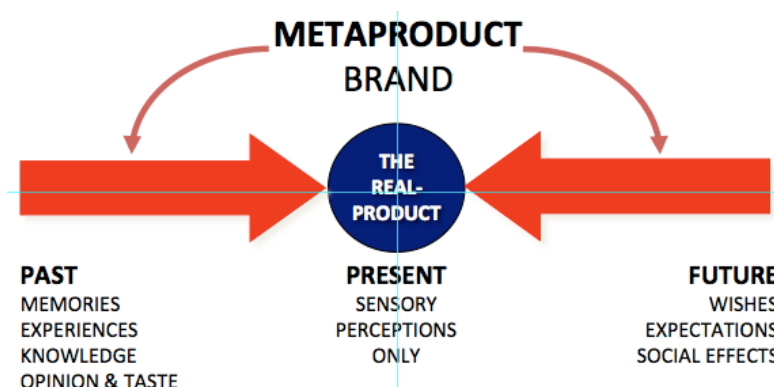 METAPRODUCT
BRAND
THE
REAL-
PRODUCT
PAST
MEMORIES
EXPERIENCES
KNOWLEDGE
OPINION & TASTE
PRESENT
SENSORY
PERCEPTIONS
ONLY
FUTURE
WISHES
EXPECTATIONS
SOCIAL EFFECTS